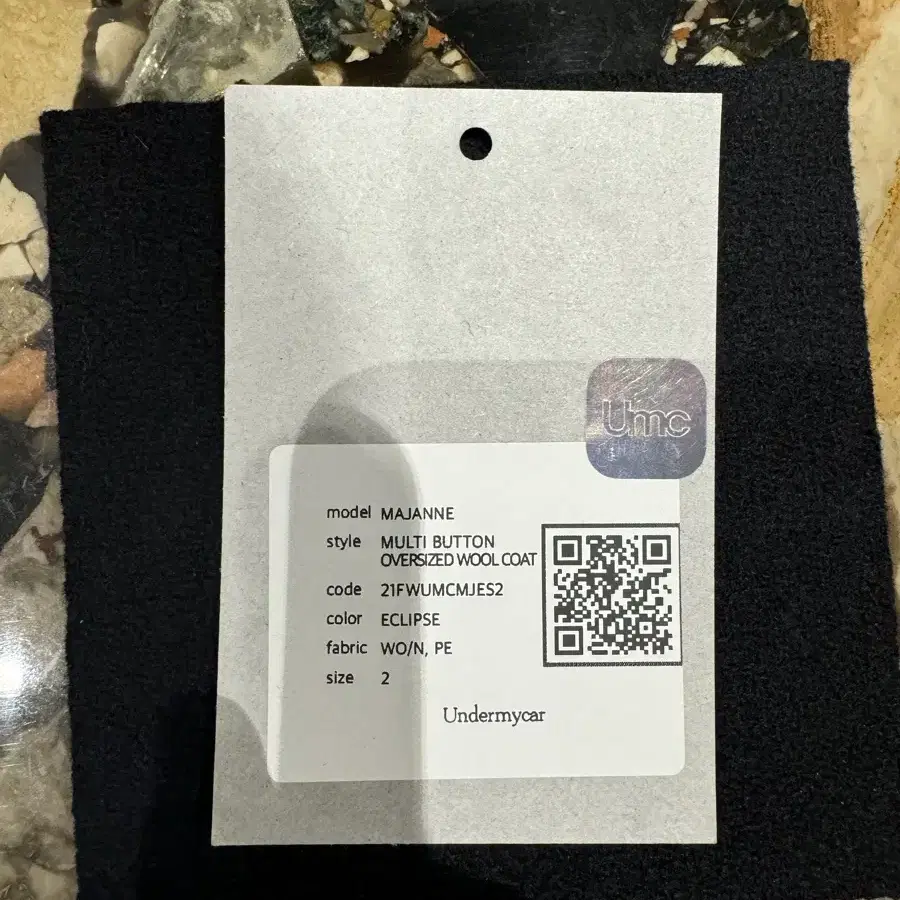 Umc
model MAJANNE
style MULTI BUTTON
OVERSIZED WOOL COAT
code 21FWUMCMJES2
color ECLIPSE
fabric WO/N, PE
size 2
Undermycar